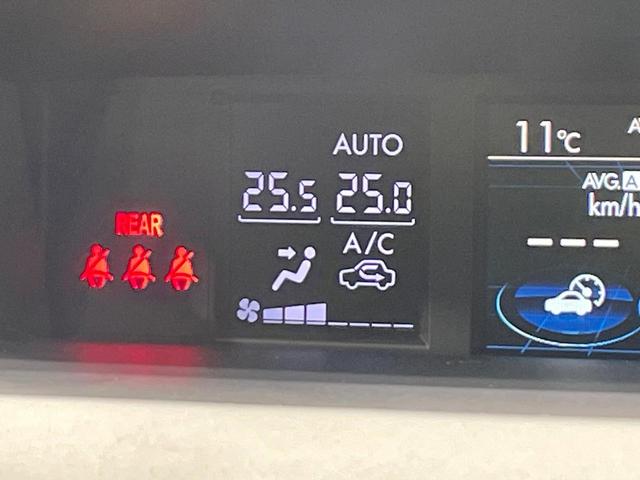 AUTO
25.5 25.0
REAR
A/C
11°C
AVG. A
km/h
---